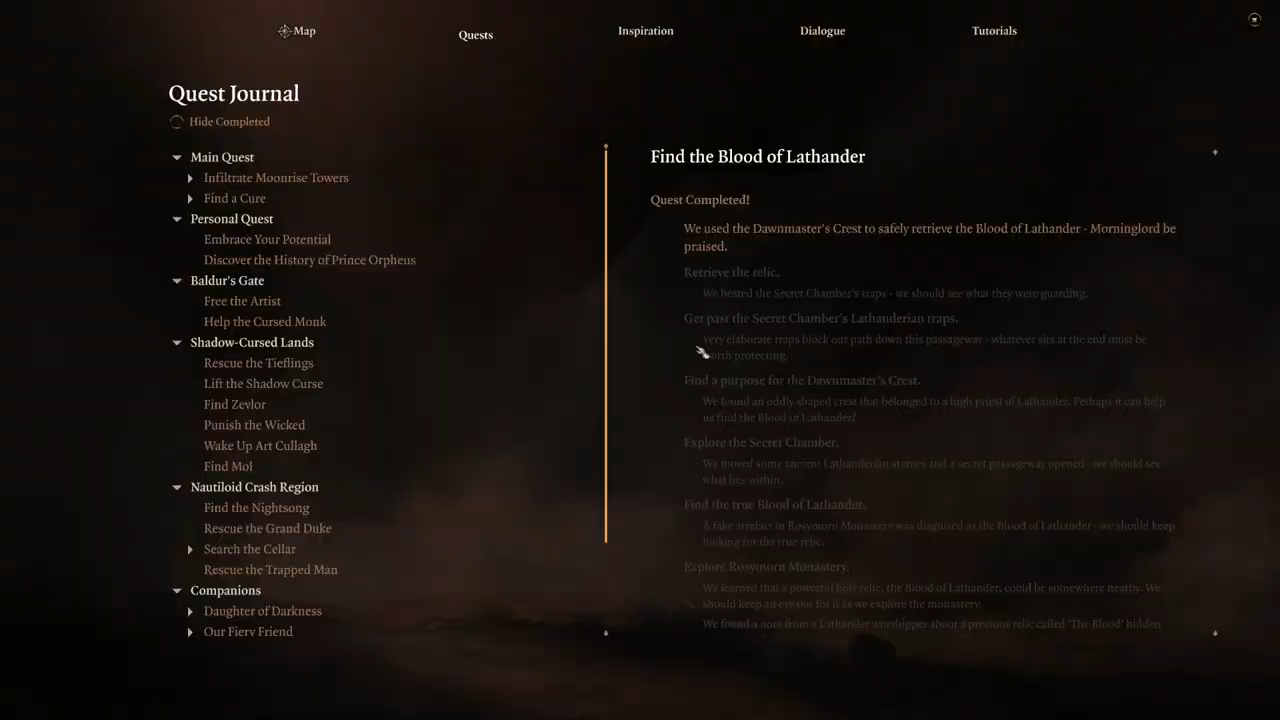 Map
Quests
Inspiration
Dialogue
Tutorials
Quest Journal
Hide Completed
Main Quest
Infiltrate Moonrise Towers
Find a Cure
Personal Quest
Embrace Your Potential
Discover the History of Prince Orpheus
Baldur's Gate
Free the Artist
Help the Cursed Monk
Shadow-Cursed Lands
Rescue the Tieflings
Lift the Shadow Curse
Find Zevlor
Punish the Wicked
Wake Up Art Cullagh
Find Mol
Nautiloid Crash Region
Find the Nightsong
Rescue the Grand Duke
Search the Cellar
Rescue the Trapped Man
Companions
Daughter of Darkness
Our Fiery Friend
Find the Blood of Lathander
Quest Completed!
We used the Dawnmaster's Crest to safely retrieve the Blood of Lathander - Morninglord be
praised.
Retrieve the relic.
We bested the Secret Chamber's traps - we should see what they were guarding.
Get past the Secret Chamber's Lathanderian traps.
Very elaborate traps block our path down this passageway - whatever sits at the end must be
worth protecting.
Find a purpose for the Dawnmaster's Crest.
We found an oddly shaped crest that belonged to a high priest of Lathander. Perhaps it can help
us find the Blood of Lathander?
Explore the Secret Chamber.
We moved some ancient Lathanderian statues and a secret passageway opened - we should see
what lies within.
Find the true Blood of Lathander.
A fake artefact in Rosymorn Monastery was disguised as the Blood of Lathander - we should keep
looking for the true relic.
Explore Rosymorn Monastery.
We learned that a powerful holy relic, the Blood of Lathander, could be somewhere nearby. We
should keep an eye out for it as we explore the monastery.
We found a note from a Lathander worshipper about a precious relic called 'The Blood' hidden